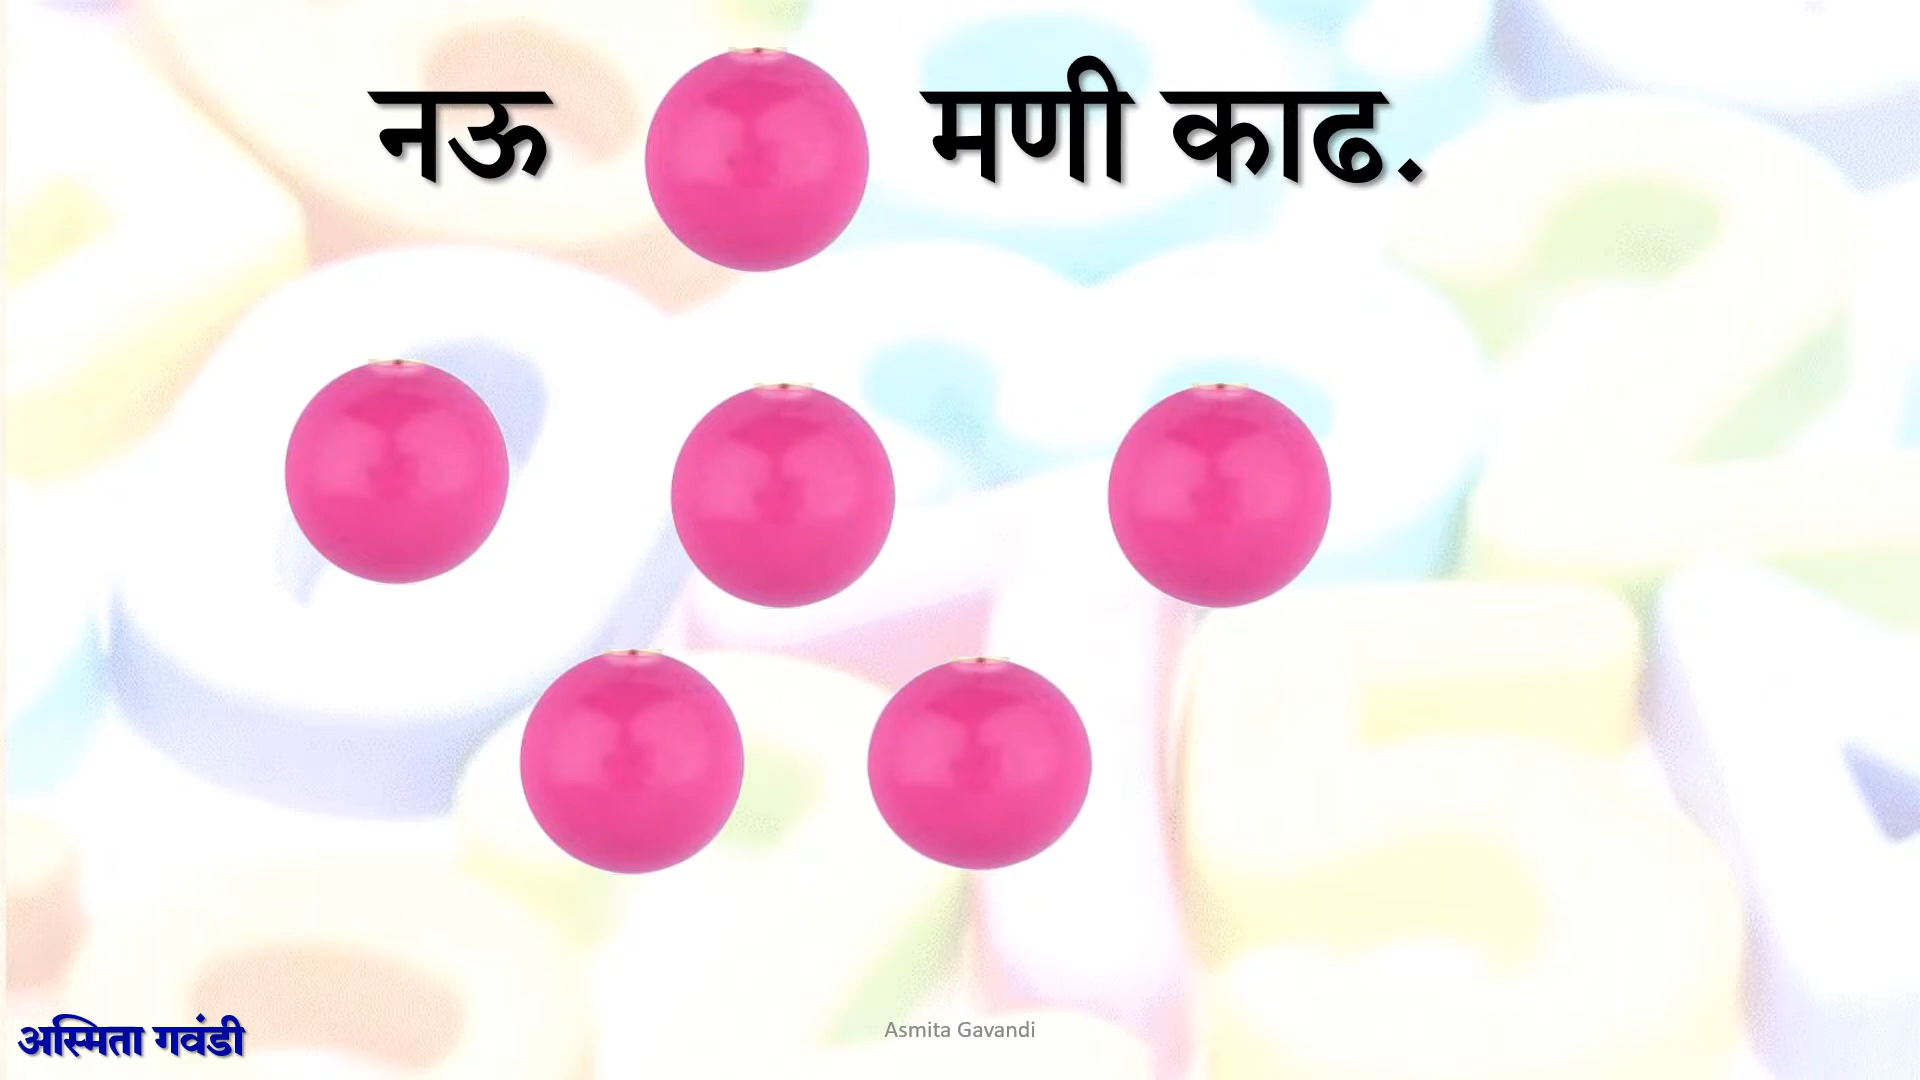 नऊ मणी काढ.
अस्मिता गवंडी
Asmita Gavandi